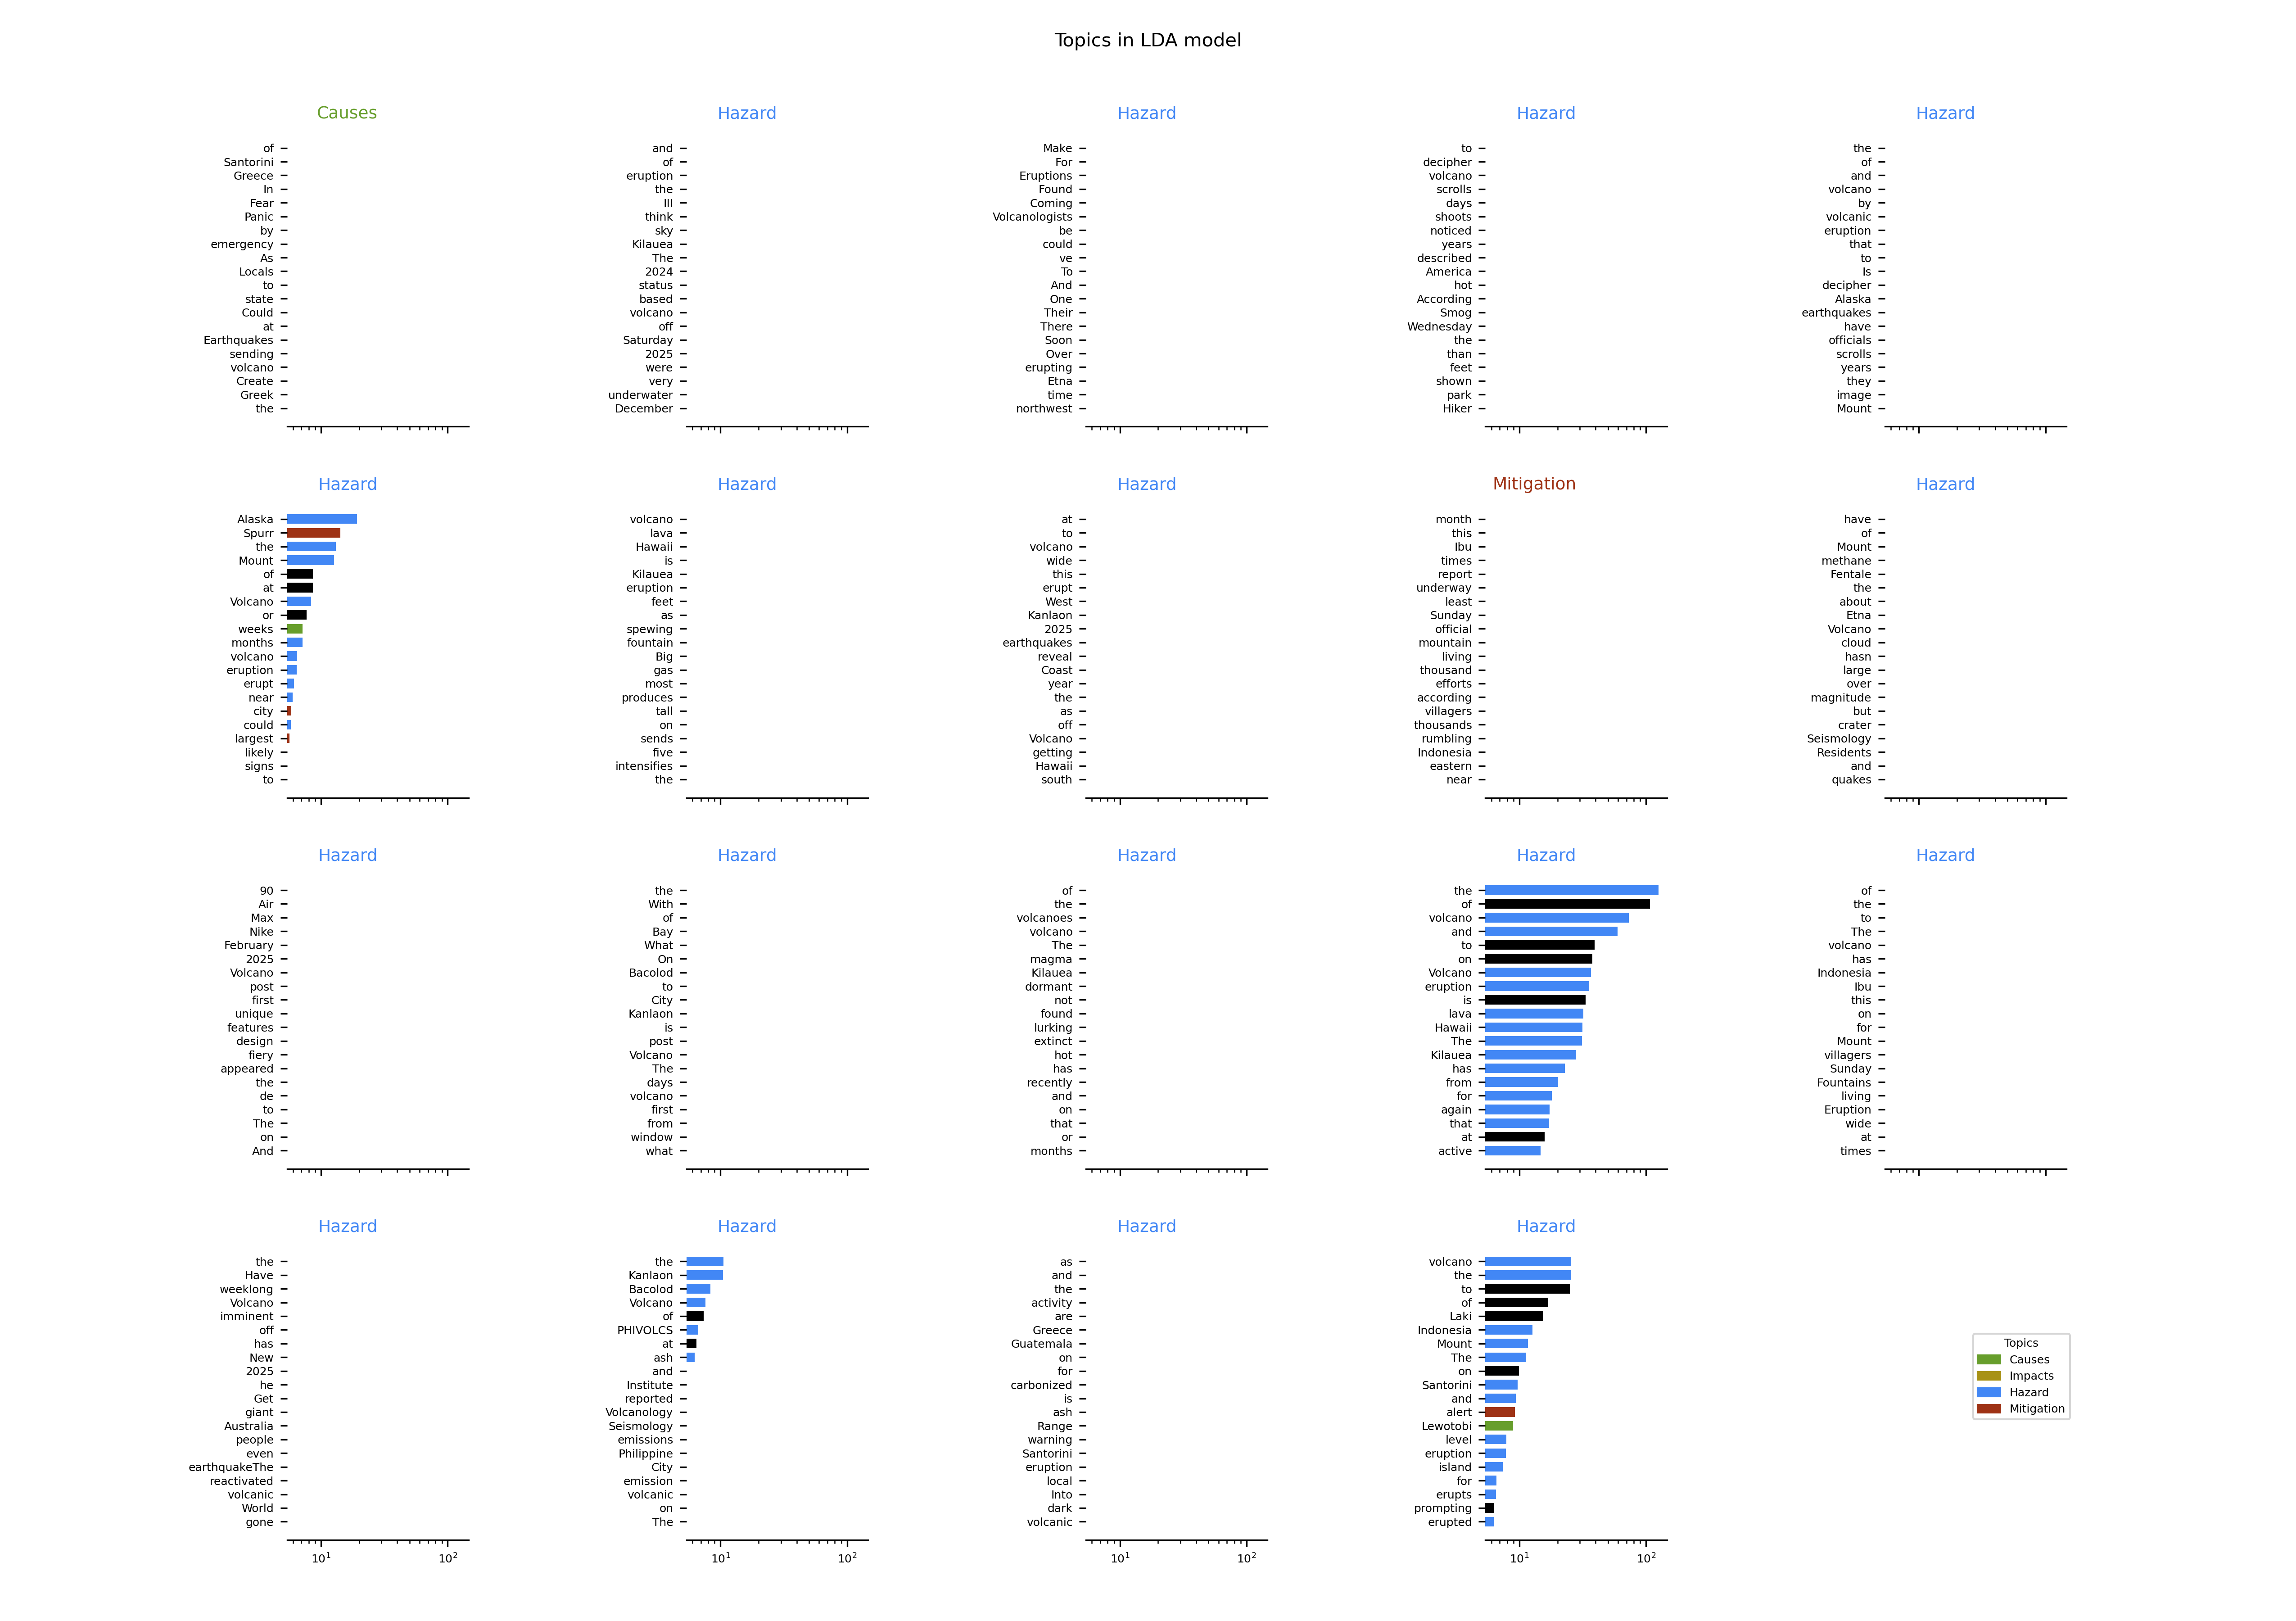 Topics in LDA model
Causes
of
Santorini
Greece
In
Fear
Panic
by
emergency
As
Locals
to
state
Could
at
Earthquakes
sending
volcano
Create
Greek
the
Hazard
and
of
eruption
the
III
think
sky
Kilauea
The
2024
status
based
volcano
off
Saturday
2025
were
very
underwater
December
Hazard
Make
For
Eruptions
Found
Coming
Volcanologists
be
could
ve
To
And
One
Their
There
Soon
Over
erupting
Etna
time
northwest
Hazard
to
decipher
volcano
scrolls
days
shoots
noticed
years
described
America
hot
According
Smog
Wednesday
the
than
feet
shown
park
Hiker
Hazard
the
of
and
volcano
by
volcanic
eruption
that
to
Is
decipher
Alaska
earthquakes
have
officials
scrolls
years
they
image
Mount
Hazard
Alaska
Spurr
the
Mount
of
at
Volcano
or
weeks
months
volcano
eruption
erupt
near
city
could
largest
likely
signs
to
Hazard
volcano
lava
Hawaii
is
Kilauea
eruption
feet
as
spewing
fountain
Big
gas
most
produces
tall
on
sends
five
intensifies
the
Hazard
at
to
volcano
wide
this
erupt
West
Kanlaon
2025
earthquakes
reveal
Coast
year
the
as
off
Volcano
getting
Hawaii
south
Mitigation
month
this
Ibu
times
report
underway
least
Sunday
official
mountain
living
thousand
efforts
according
villagers
thousands
rumbling
Indonesia
eastern
near
Hazard
have
of
Mount
methane
Fentale
the
about
Etna
Volcano
cloud
hasn
large
over
magnitude
but
crater
Seismology
Residents
and
quakes
Hazard
90
Air
Max
Nike
February
2025
Volcano
post
first
unique
features
design
fiery
appeared
the
de
to
The
on
And
Hazard
the
With
of
Bay
What
On
Bacolod
to
City
Kanlaon
is
post
Volcano
The
days
volcano
first
from
window
what
Hazard
of
the
volcanoes
volcano
The
magma
Kilauea
dormant
not
found
lurking
extinct
hot
has
recently
and
on
that
or
months
Hazard
the
of
volcano
and
to
on
Volcano
eruption
is
lava
Hawaii
The
Kilauea
has
from
for
again
that
at
active
Hazard
of
the
to
The
volcano
has
Indonesia
Ibu
this
on
for
Mount
villagers
Sunday
Fountains
living
Eruption
wide
at
times
Hazard
the
Have
weeklong
Volcano
imminent
off
has
New
2025
he
Get
giant
Australia
people
even
earthquakeThe
reactivated
volcanic
World
gone
10¹ 10²
Hazard
the
Kanlaon
Bacolod
Volcano
of
PHIVOLCS
at
ash
and
Institute
reported
Volcanology
Seismology
emissions
Philippine
City
emission
volcanic
on
The
10¹ 10²
Hazard
as
and
the
activity
are
Greece
Guatemala
on
for
carbonized
is
ash
Range
warning
Santorini
eruption
local
Into
dark
volcanic
10¹ 10²
Hazard
volcano
the
to
of
Laki
Indonesia
Mount
The
on
Santorini
and
alert
Lewotobi
level
eruption
island
for
erupts
prompting
erupted
10¹ 10²
Topics
Causes
Impacts
Hazard
Mitigation